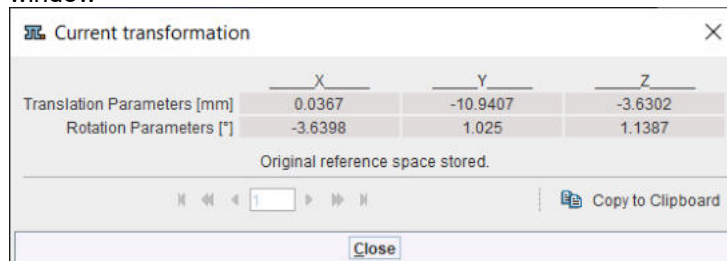 window
Current transformation
X Y Z
Translation Parameters [mm] 0.0367 -10.9407 -3.6302
Rotation Parameters [°] -3.6398 1.025 1.1387
Original reference space stored.
1 Copy to Clipboard
Close